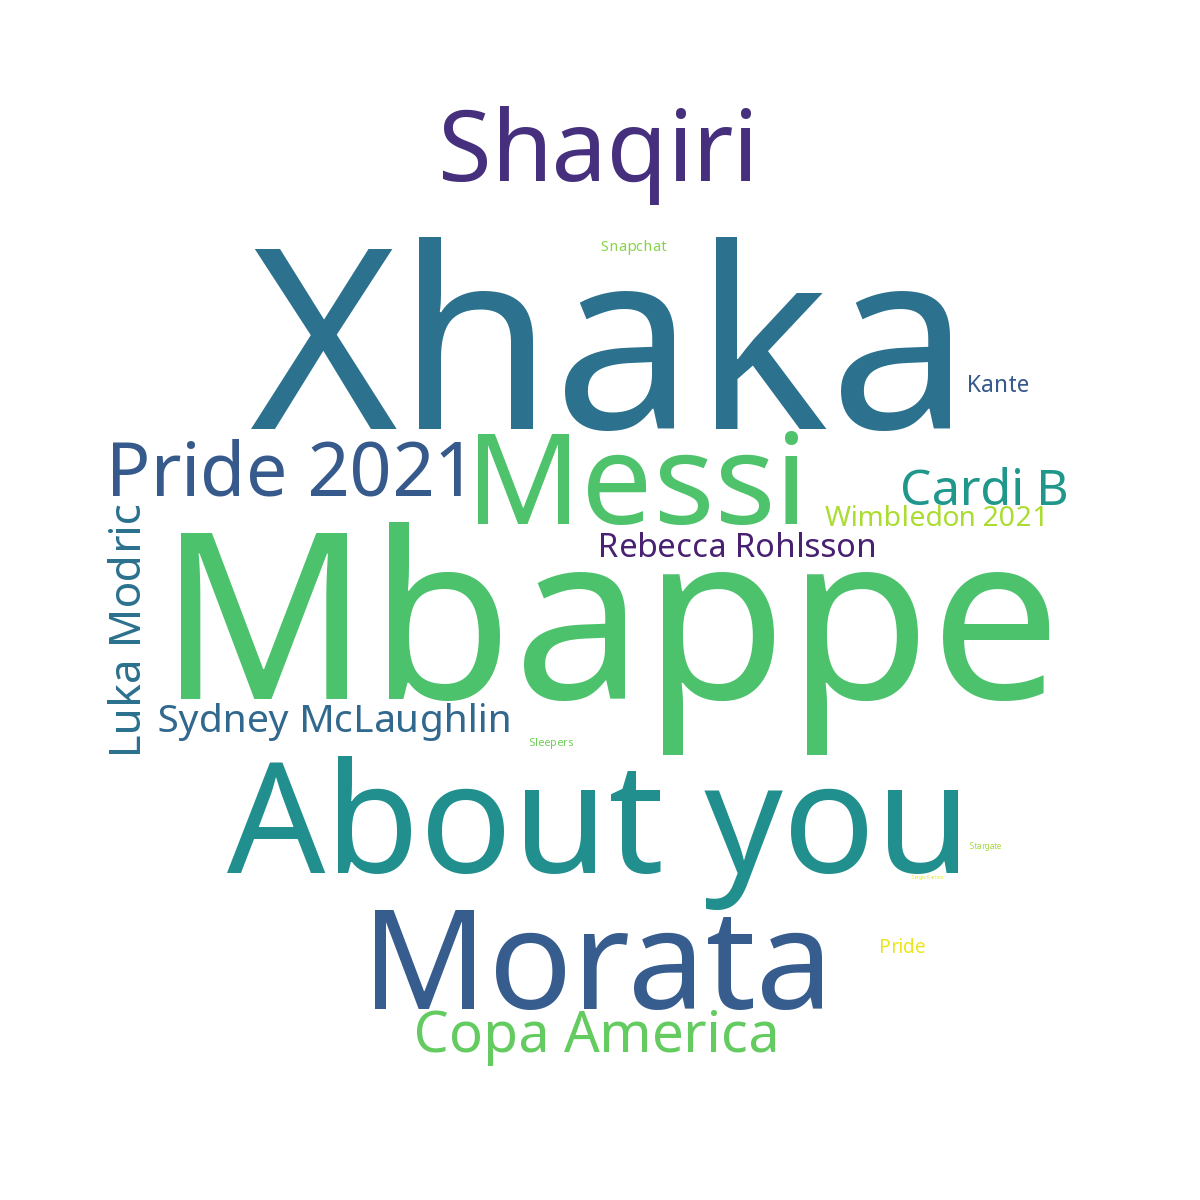 Shaqiri
Snapchat
Xhaka
Kante
Messi
Pride 2021
Cardi B
Wimbledon 2021
Rebecca Rohlsson
Luka Modric
Mbappe
Sydney McLaughlin
Sleepers
About you
Stargate
Pride
Morata
Copa America